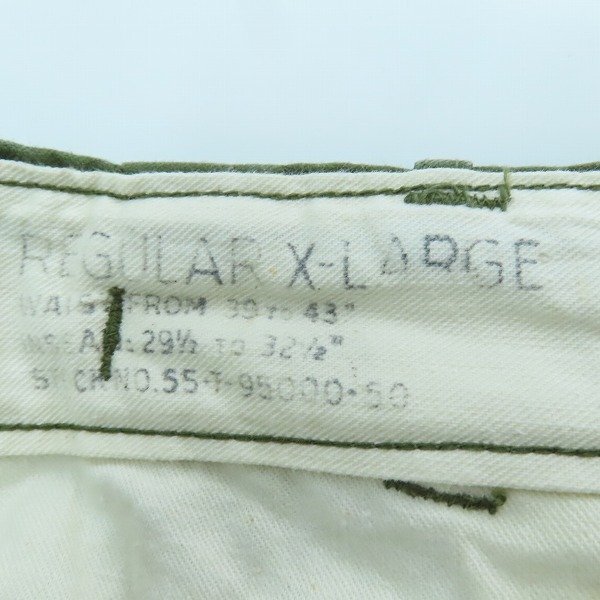 REGULAR X-LARGE
WAIST FROM 39 TO 43"
INSEAM: 29½ TO 32½"
STOCK NO. 55-T-95000-50